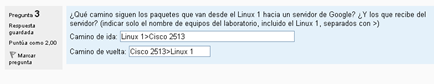 Pregunta 3
Respuesta
guardada
Puntúa como 2,00
Marcar
pregunta
¿Qué camino siguen los paquetes que van desde el Linux 1 hacia un servidor de Google? ¿Y los que recibe del
servidor? (indicar solo el nombre de equipos del laboratorio, incluido el Linux 1, separados con >)
Camino de ida: Linux 1>Cisco 2513
Camino de vuelta: Cisco 2513>Linux 1